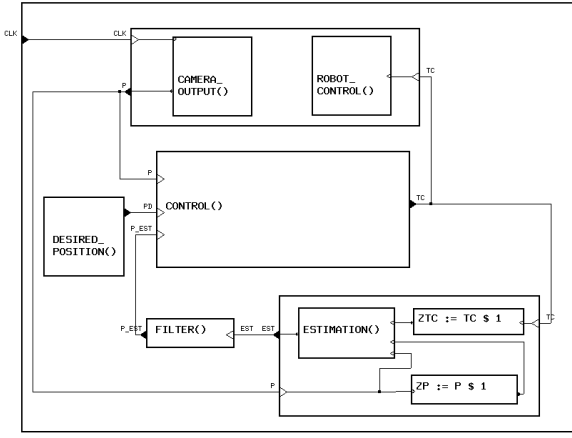 CLK
CLK
CAMERA_
OUTPUT()
ROBOT_
CONTROL()
TC
P
P
PD
P_EST
CONTROL()
TC
DESIRED_
POSITION()
P_EST
FILTER()
EST
EST
ESTIMATION()
ZTC := TC $ 1
TC
P
ZP := P $ 1